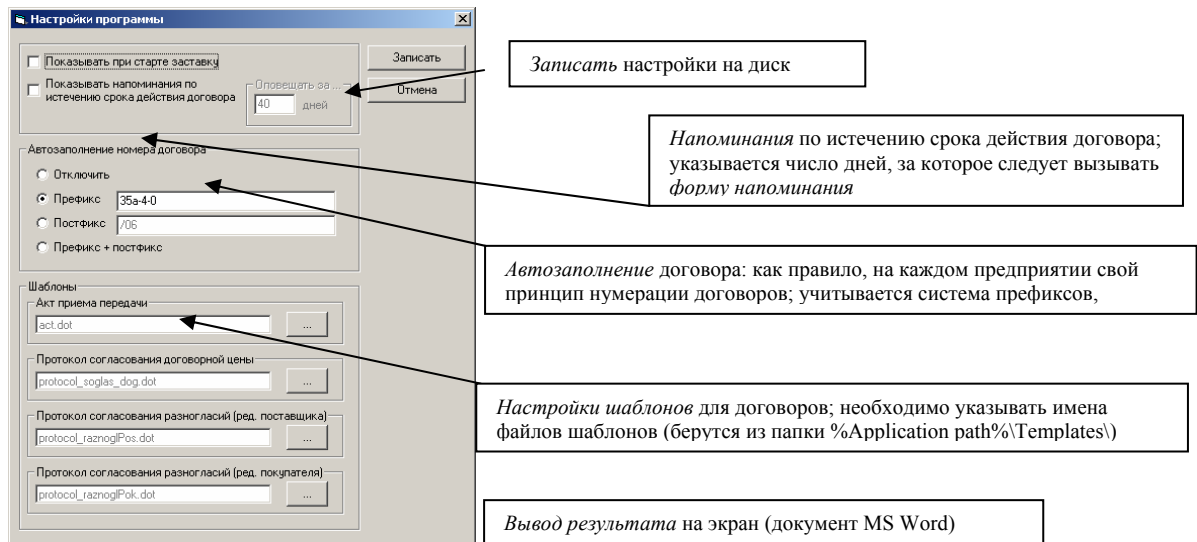 Настройки программы
Показывать при старте заставку
Показывать напоминания по
истечению срока действия договора
Оповещать за ...
40 дней
Записать
Отмена
Автозаполнение номера договора
Отключить
Префикс 35а-4-0
Постфикс /06
Префикс + постфикс
Шаблоны
Акт приема передачи
act.dot
...
Протокол согласования договорной цены
protocol_soglas_dog.dot
...
Протокол согласования разногласий (ред. поставщика)
protocol_raznoglPos.dot
...
Протокол согласования разногласий (ред. покупателя)
protocol_raznoglPok.dot
...
Записать настройки на диск
Напоминания по истечению срока действия договора;
указывается число дней, за которое следует вызывать
форму напоминания
Автозаполнение договора: как правило, на каждом предприятии свой
принцип нумерации договоров; учитывается система префиксов,
Настройки шаблонов для договоров; необходимо указывать имена
файлов шаблонов (берутся из папки %Application path%\Templates\)
Вывод результата на экран (документ MS Word)